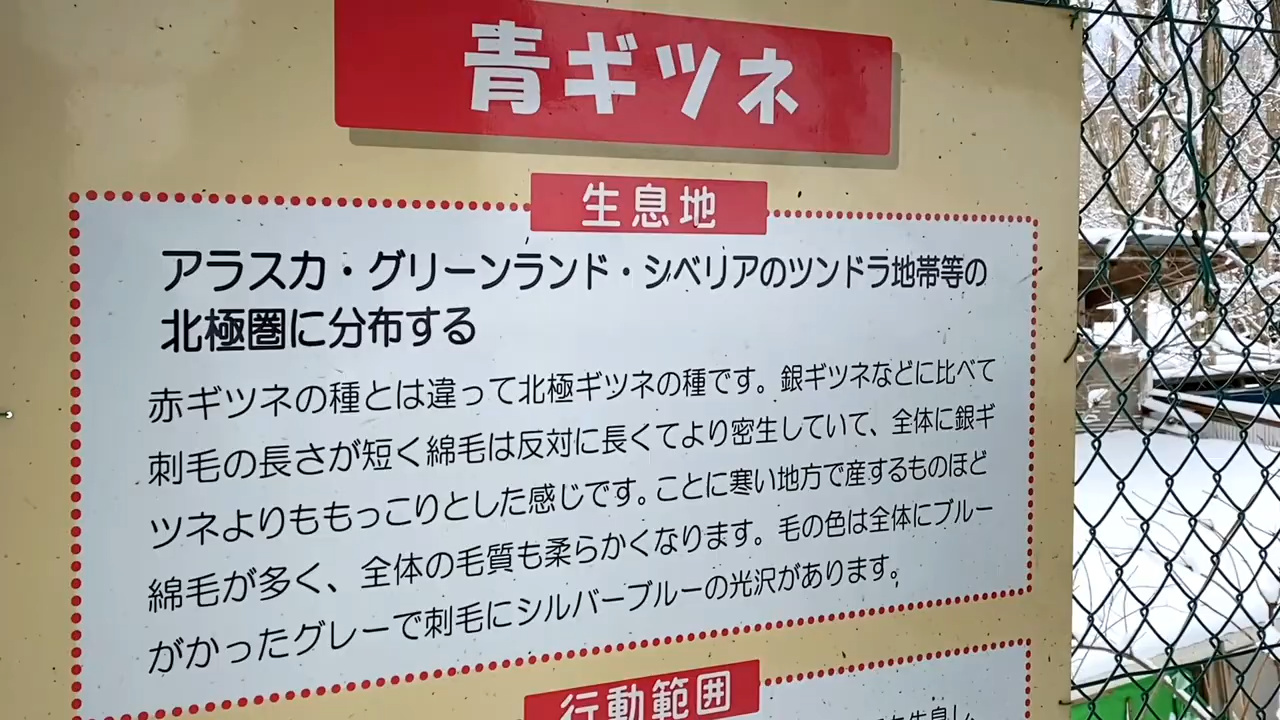 青ギツネ
生息地
アラスカ・グリーンランド・シベリアのツンドラ地帯等の
北極圏に分布する
赤ギツネの種とは違って北極ギツネの種です。銀ギツネなどに比べて
刺毛の長さが短く綿毛は反対に長くてより密生していて、全体に銀ギ
ツネよりももっこりとした感じです。ことに寒い地方で産するものほど
綿毛が多く、全体の毛質も柔らかくなります。毛の色は全体にブルー
がかったグレーで刺毛にシルバーブルーの光沢があります。
行動範囲
生息し、